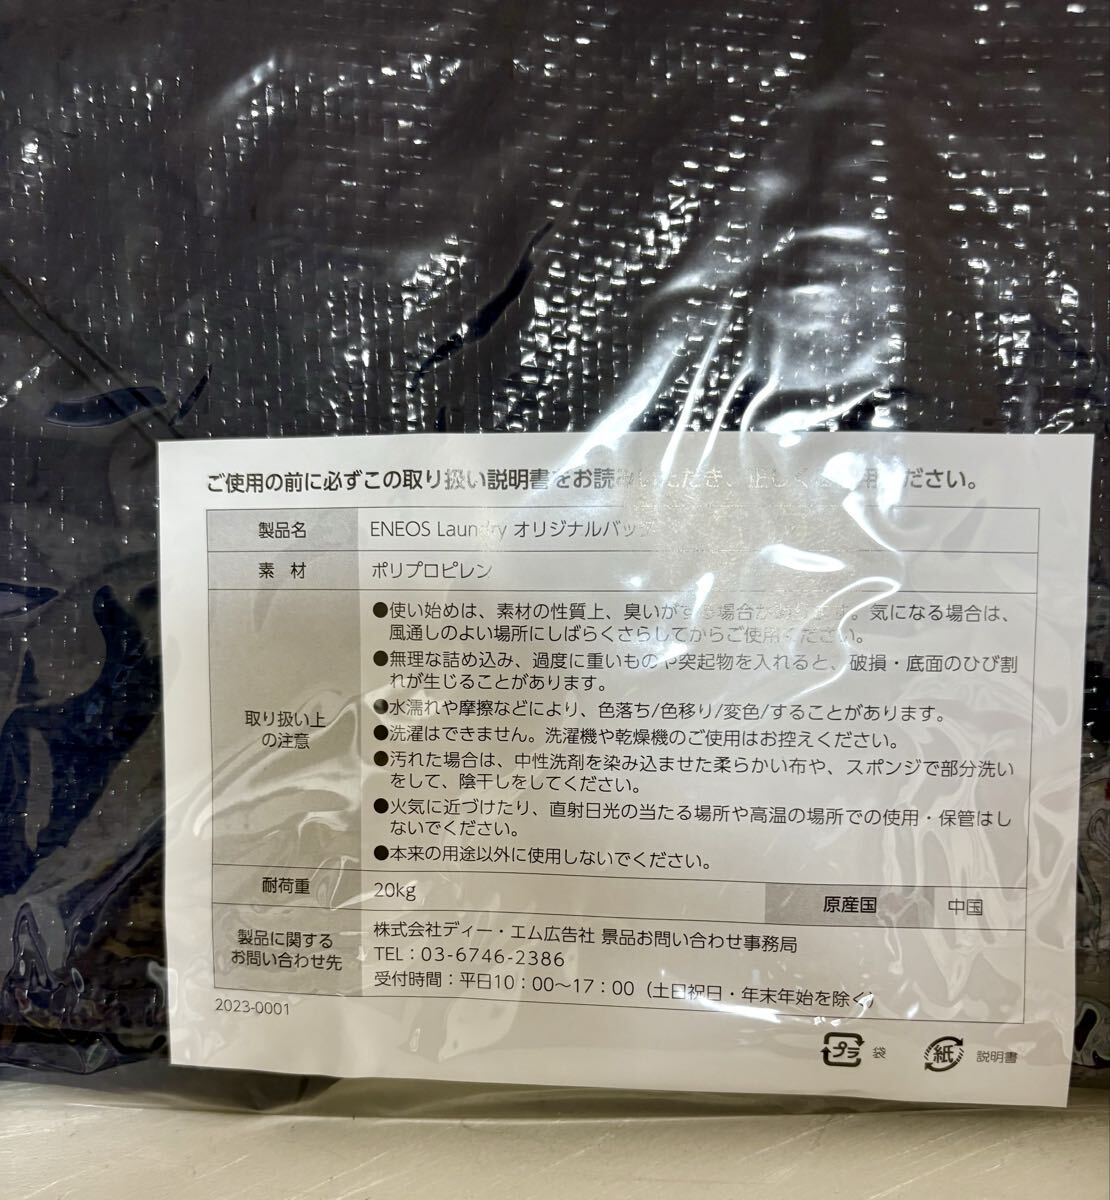 ご使用の前に必ずこの取り扱い説明書をお読みいただき、正しくご使用ください。
製品名 ENEOS Laundry オリジナルバッグ
素 材 ポリプロピレン
取り扱い上の注意
●使い始めは、素材の性質上、臭いがする場合があります。気になる場合は、
風通しのよい場所にしばらくさらしてからご使用ください。
●無理な詰め込み、過度に重いものや突起物を入れると、破損・底面のひび割
れが生じることがあります。
●水濡れや摩擦などにより、色落ち/色移り/変色/することがあります。
●洗濯はできません。洗濯機や乾燥機のご使用はお控えください。
●汚れた場合は、中性洗剤を染み込ませた柔らかい布や、スポンジで部分洗い
をして、陰干しをしてください。
●火気に近づけたり、直射日光の当たる場所や高温の場所での使用・保管はし
ないでください。
●本来の用途以外に使用しないでください。
耐荷重 20kg 原産国 中国
製品に関する
お問い合わせ先
株式会社ディー・エム広告社 景品お問い合わせ事務局
TEL：03-6746-2386
受付時間：平日10：00〜17：00（土日祝日・年末年始を除く）
2023-0001
プラ 袋 紙 説明書